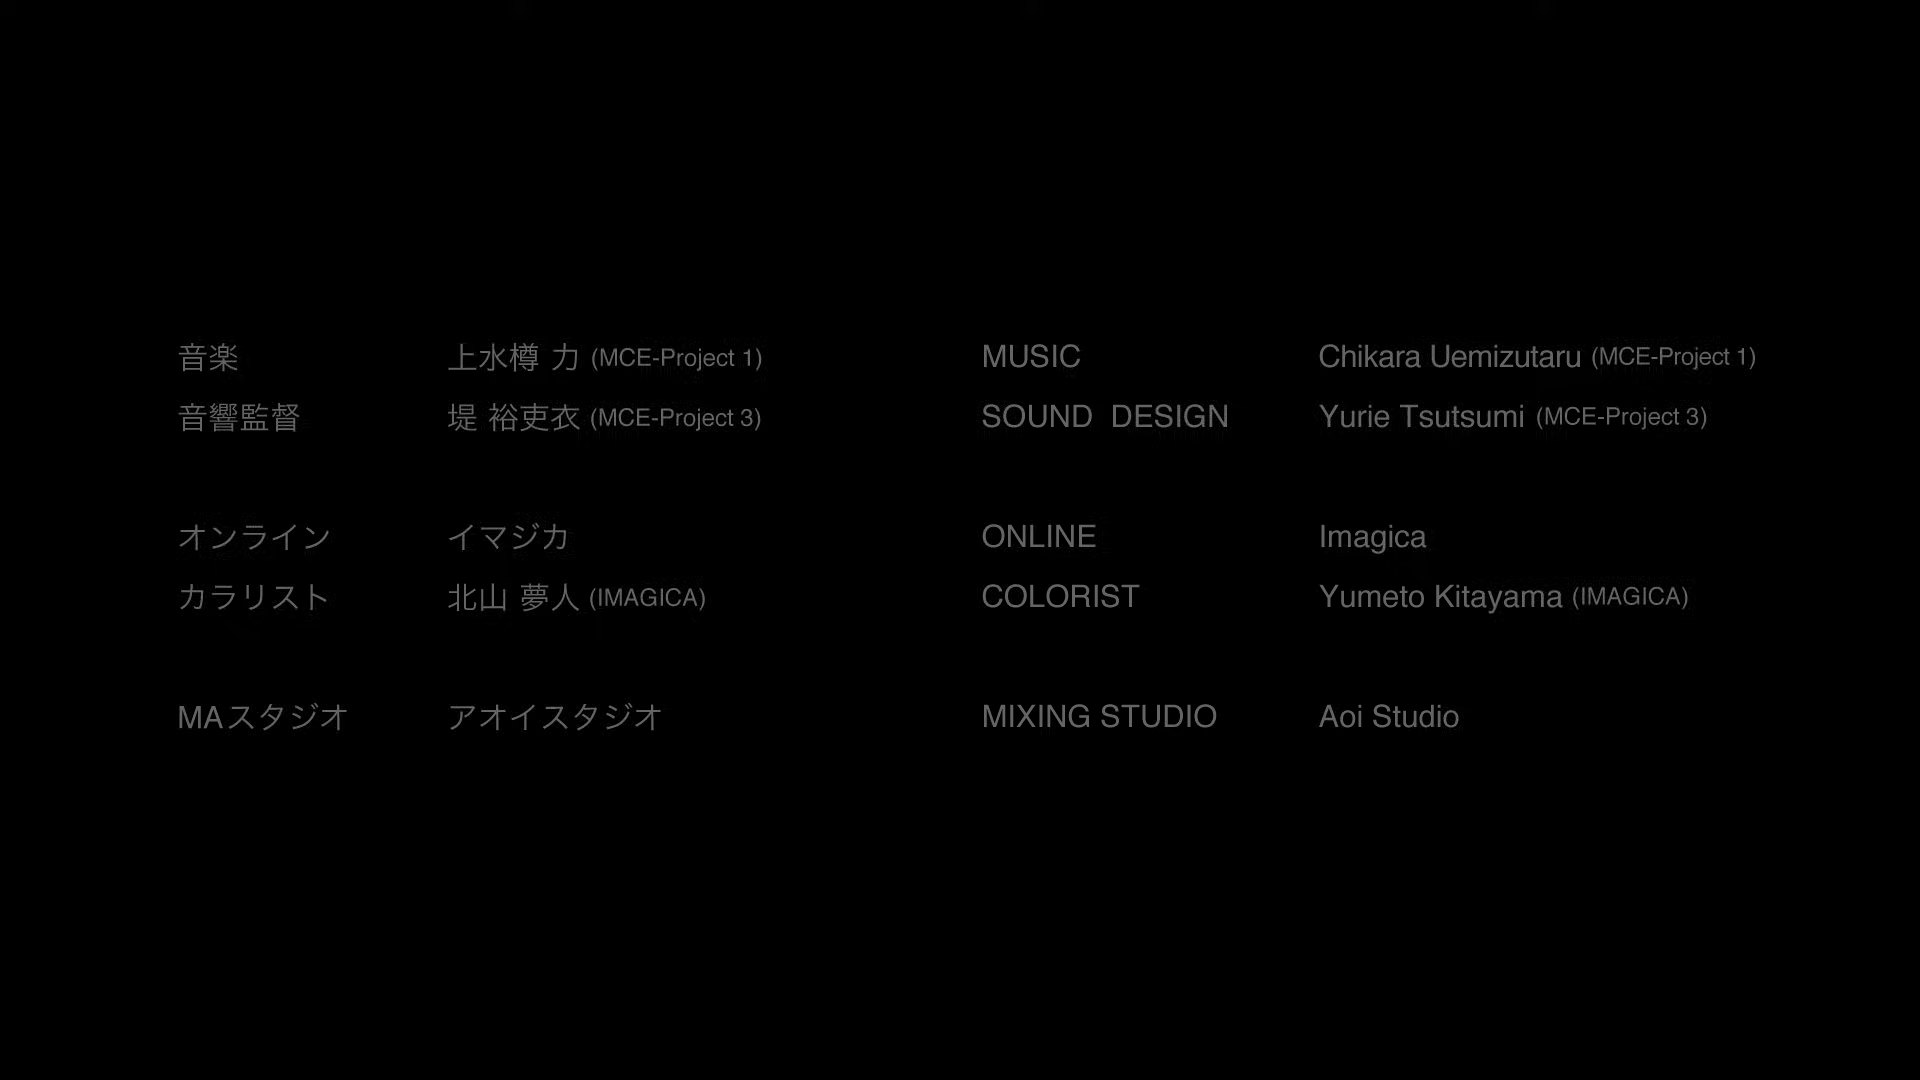 音楽 上水樽 力 (MCE-Project 1) MUSIC Chikara Uemizutaru (MCE-Project 1)
音響監督 堤 裕吏衣 (MCE-Project 3) SOUND DESIGN Yurie Tsutsumi (MCE-Project 3)
オンライン イマジカ ONLINE Imagica
カラリスト 北山 夢人 (IMAGICA) COLORIST Yumeto Kitayama (IMAGICA)
MAスタジオ アオイスタジオ MIXING STUDIO Aoi Studio